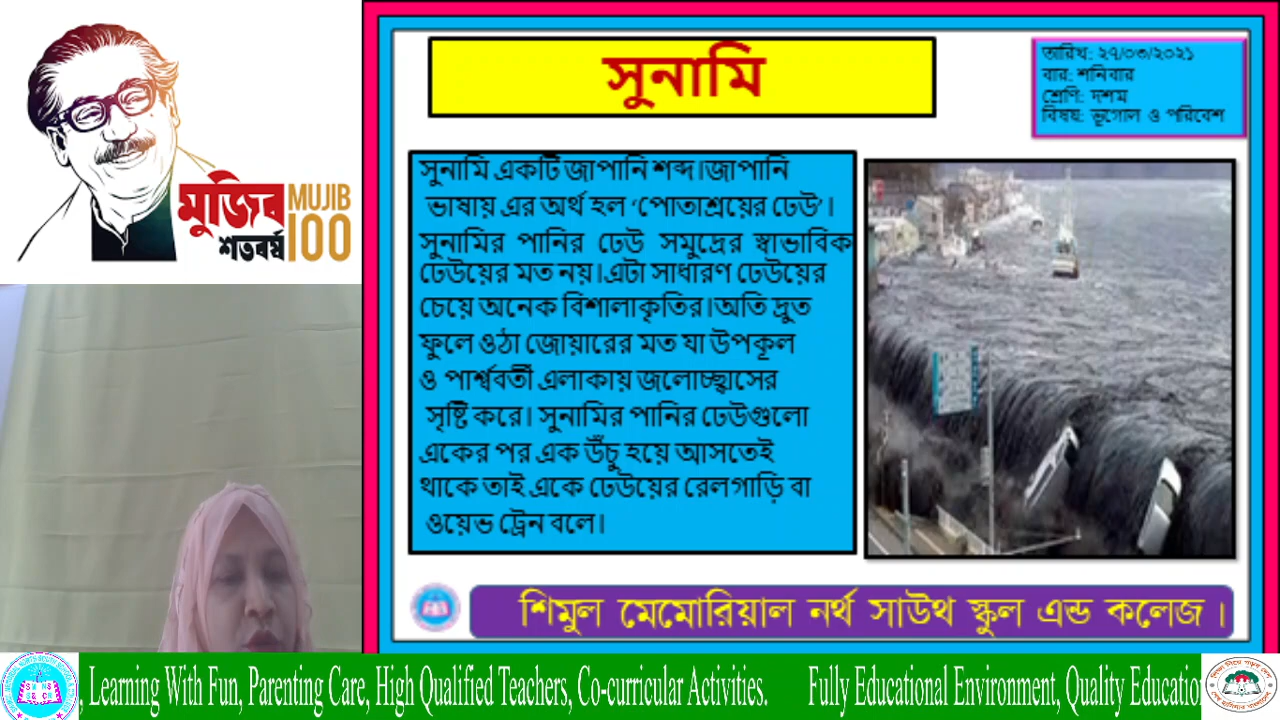 মুজিব
শতবর্ষ
MUJIB
100
সুনামি
তারিখ: ২৭/০৩/২০২১
বার: শনিবার
শ্রেণি: দশম
বিষয়: ভূগোল ও পরিবেশ
সুনামি একটি জাপানি শব্দ।জাপানি
ভাষায় এর অর্থ হল ‘পোতাশ্রয়ের ঢেউ’।
সুনামির পানির ঢেউ সমুদ্রের স্বাভাবিক
ঢেউয়ের মত নয়।এটা সাধারণ ঢেউয়ের
চেয়ে অনেক বিশালাকৃতির।অতি দ্রুত
ফুলে ওঠা জোয়ারের মত যা উপকূল
ও পার্শ্ববর্তী এলাকায় জলোচ্ছ্বাসের
সৃষ্টি করে। সুনামির পানির ঢেউগুলো
একের পর এক উঁচু হয়ে আসতেই
থাকে তাই একে ঢেউয়ের রেলগাড়ি বা
ওয়েভ ট্রেন বলে।
শিমুল মেমোরিয়াল নর্থ সাউথ স্কুল এন্ড কলেজ।
Learning With Fun, Parenting Care, High Qualified Teachers, Co-curricular Activities. Fully Educational Environment, Quality Education